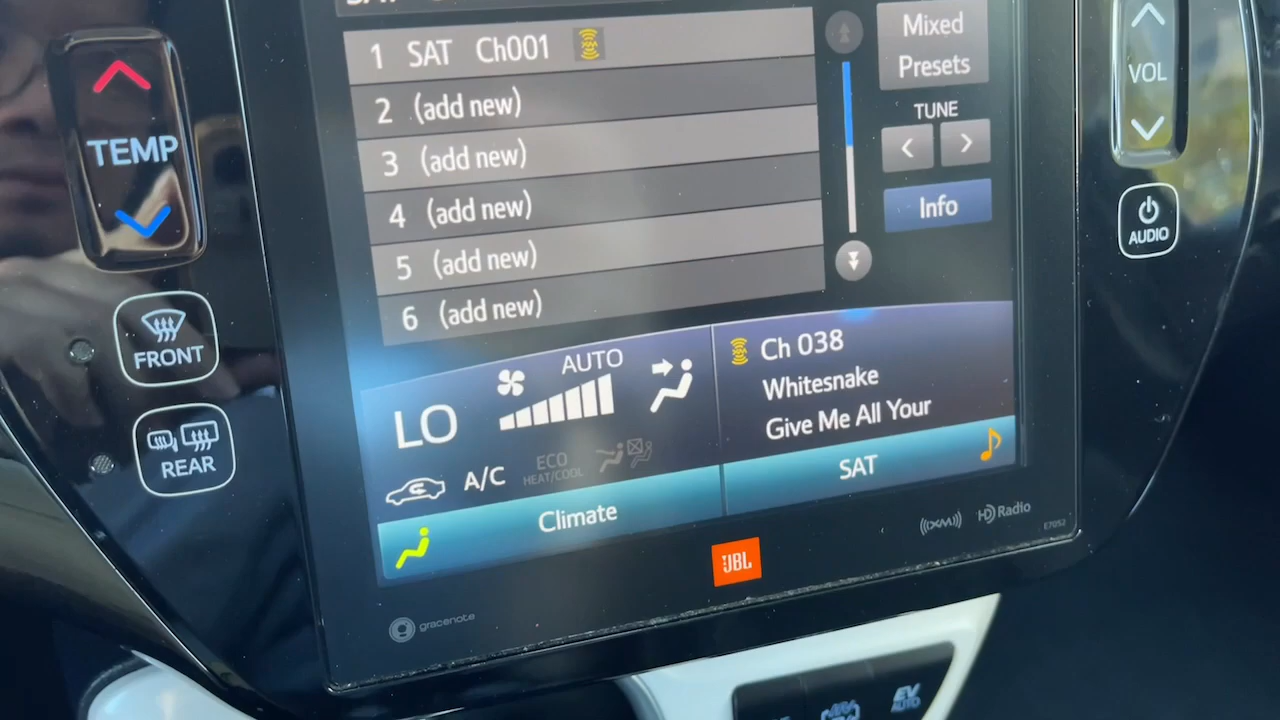 1 SAT Ch001
2 (add new)
3 (add new)
4 (add new)
5 (add new)
6 (add new)
Mixed
Presets
TUNE
Info
TEMP
FRONT
REAR
VOL
AUDIO
AUTO
LO
A/C
ECO
HEAT/COOL
Climate
Ch 038
Whitesnake
Give Me All Your
SAT
JBL
((XM))
HD Radio
E7052
gracenote
EV
AUTO